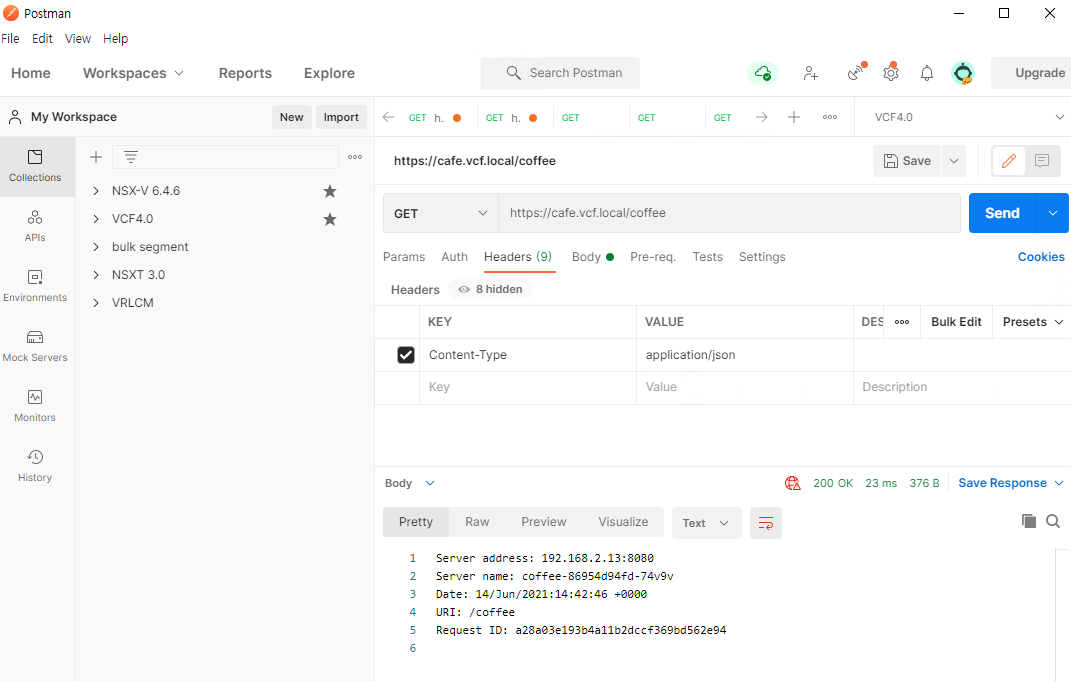 Postman
File Edit View Help
Home Workspaces Reports Explore Search Postman Upgrade
My Workspace New Import
GET h. GET h. GET GET GET VCF4.0
Collections
APIs
Environments
Mock Servers
Monitors
History
NSX-V 6.4.6
VCF4.0
bulk segment
NSXT 3.0
VRLCM
https://cafe.vcf.local/coffee Save
GET https://cafe.vcf.local/coffee Send
Params Auth Headers (9) Body Pre-req. Tests Settings Cookies
Headers 8 hidden
KEY VALUE DES Bulk Edit Presets
Content-Type application/json
Key Value Description
Body 200 OK 23 ms 376 B Save Response
Pretty Raw Preview Visualize Text
1 Server address: 192.168.2.13:8080
2 Server name: coffee-86954d94fd-74v9v
3 Date: 14/Jun/2021:14:42:46 +0000
4 URI: /coffee
5 Request ID: a28a03e193b4a11b2dccf369bd562e94
6